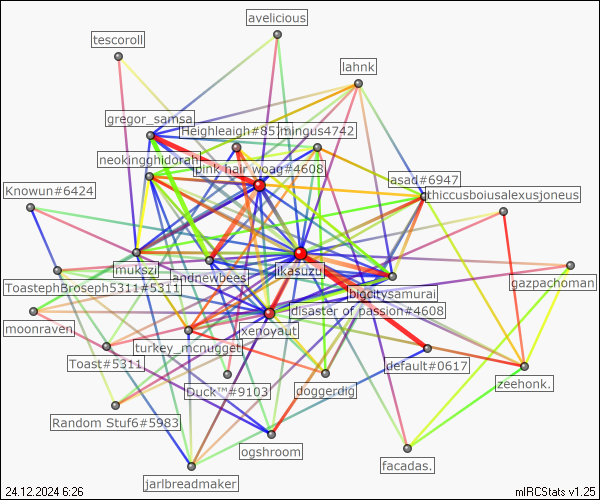 avelicious
tescoroll
lahnk
gregor_samsa
Heighleaigh#857
mingus4742
neokingghidorah
pink hair woag#4608
asad#6947
Knowun#6424
thiccusboiusalexusjoneus
mukszi
andnewbees
ikasuzu
gazpachoman
ToastephBroseph5311#5311
bigcitysamurai
disaster of passion#4608
moonraven
xenoyaut
turkey_mcnugget
Toast#5311
default#0617
zeehonk.
Duck™#9103
doggerdig
Random Stuf6#5983
ogshroom
facadas.
jarlbreadmaker
24.12.2024 6:26
mIRCStats v1.25